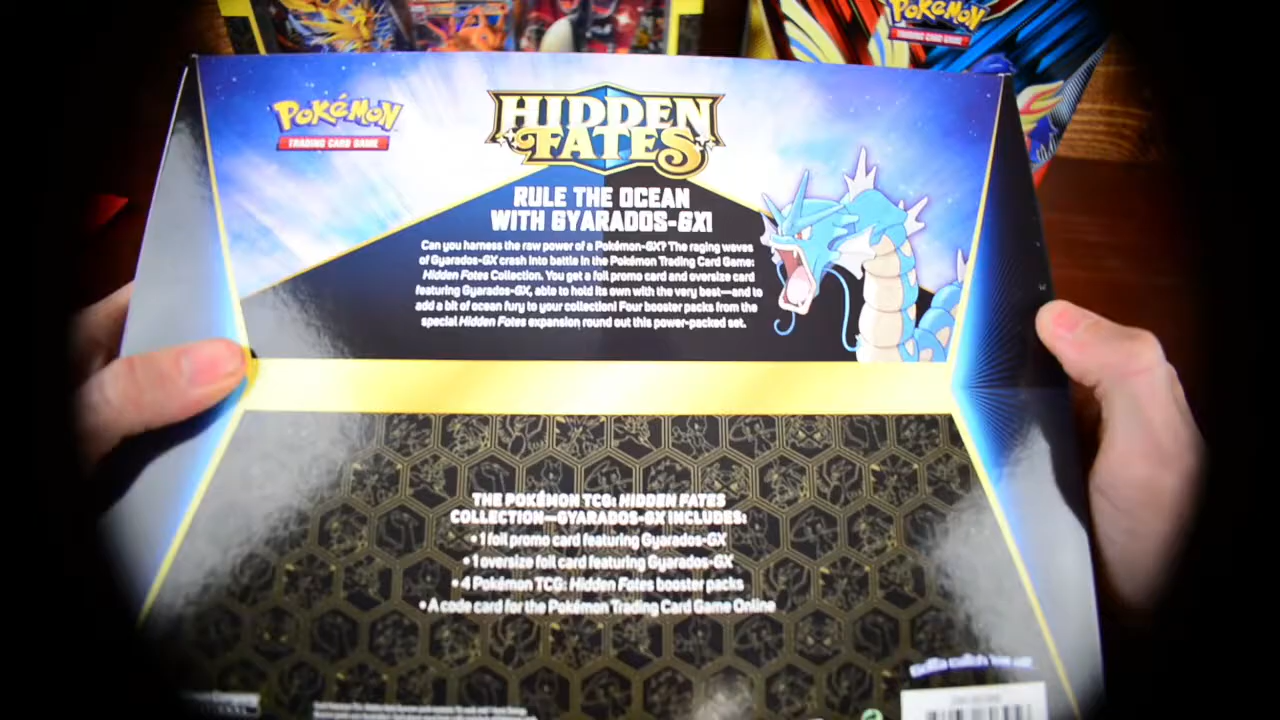 POKÉMON
TRADING CARD GAME
POKÉMON
TRADING CARD GAME
HIDDEN
FATES
RULE THE OCEAN
WITH GYARADOS-GX!
Can you harness the raw power of a Pokémon-GX? The raging waves
of Gyarados-GX crash into battle in the Pokémon Trading Card Game:
Hidden Fates Collection. You get a foil promo card and oversize card
featuring Gyarados-GX, able to hold its own with the very best—and to
add a bit of ocean fury to your collection! Four booster packs from the
special Hidden Fates expansion round out this power-packed set.
THE POKÉMON TCG: HIDDEN FATES
COLLECTION—GYARADOS-GX INCLUDES:
• 1 foil promo card featuring Gyarados-GX
• 1 oversize foil card featuring Gyarados-GX
• 4 Pokémon TCG: Hidden Fates booster packs
• A code card for the Pokémon Trading Card Game Online